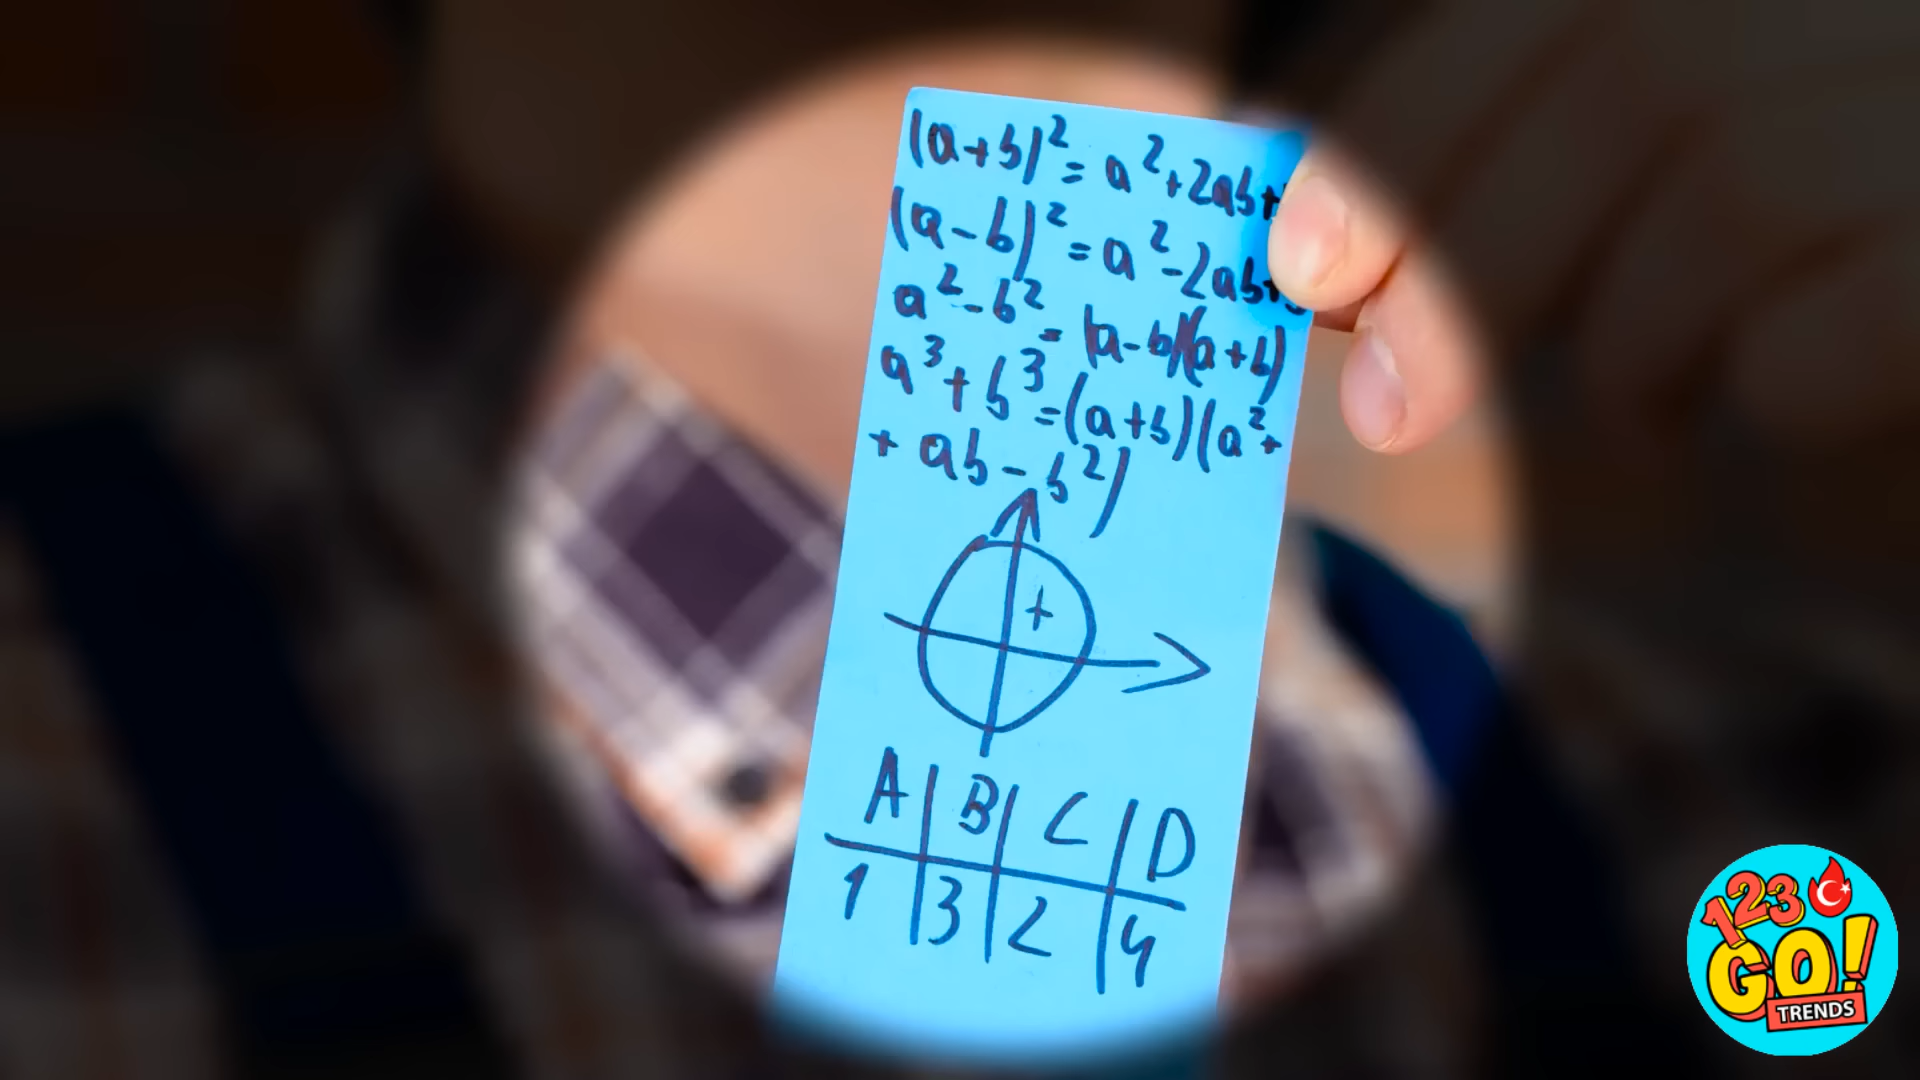 (a+b)² = a²+2ab+
(a-b)² = a²-2ab+
a²-b² = (a-b)(a+b)
a³+b³=(a+b)(a²+
+ ab-b²)
+
A | B | C | D
1 | 3 | 2 | 4
123
GO!
TRENDS